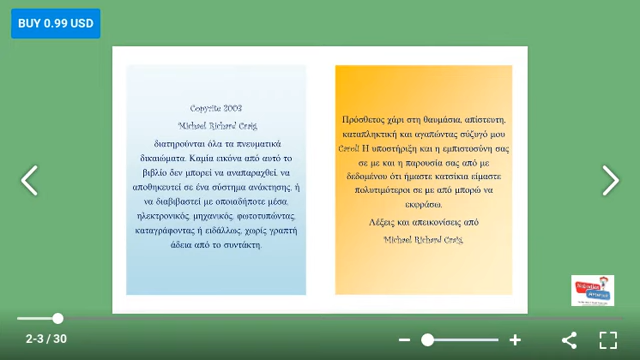 BUY 0.99 USD
Copyrite 2003
Michael Richard Craig
διατηρούνται όλα τα πνευματικά
δικαιώματα. Καμία εικόνα από αυτό το
βιβλίο δεν μπορεί να αναπαραχθεί, να
αποθηκευτεί σε ένα σύστημα ανάκτησης, ή
να διαβιβαστεί με οποιαδήποτε μέσα,
ηλεκτρονικός, μηχανικός, φωτοτυπώντας,
καταγράφοντας ή ειδάλλως, χωρίς γραπτή
άδεια από το συντάκτη.
Πρόσθετος χάρι στη θαυμάσια, απίστευτη,
καταπληκτική και αγαπώντας σύζυγό μου
Caroll Η υποστήριξη και η εμπιστοσύνη σας
σε με και η παρουσία σας από με
δεδομένου ότι ήμαστε κατσίκια είμαστε
πολυτιμότεροι σε με από μπορώ να
εκφράσω.
Λέξεις και απεικονίσεις από
Michael Richard Craig
2-3 / 30